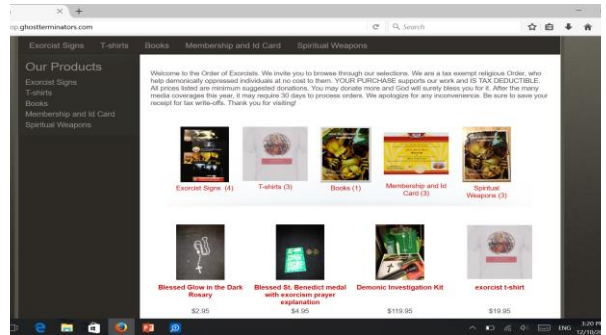 ghostterminators.com
Search
Exorcist Signs T-shirts Books Membership and Id Card Spiritual Weapons
Our Products
Exorcist Signs
T-shirts
Books
Membership and Id Card
Spiritual Weapons
Welcome to the Order of Exorcists. We invite you to browse through our selections. We are a tax exempt religious Order, who
help demonically oppressed individuals at no cost to them. YOUR PURCHASE supports our work and IS TAX DEDUCTIBLE.
All prices listed are minimum suggested donations. You may donate more and God will surely bless you for it. After the many
media coverages this year, it may require 30 days to process orders. We apologize for any inconvenience. Be sure to save your
receipt for tax write-offs. Thank you for visiting!
Exorcist Signs (4)
T-shirts (3)
Books (1)
Membership and Id
Card (3)
Spiritual
Weapons (3)
Blessed Glow in the Dark
Rosary
$2.95
Blessed St. Benedict medal
with exorcism prayer
explanation
$4.95
Demonic Investigation Kit
$119.95
exorcist t-shirt
$19.95
ENG
3:20 PM